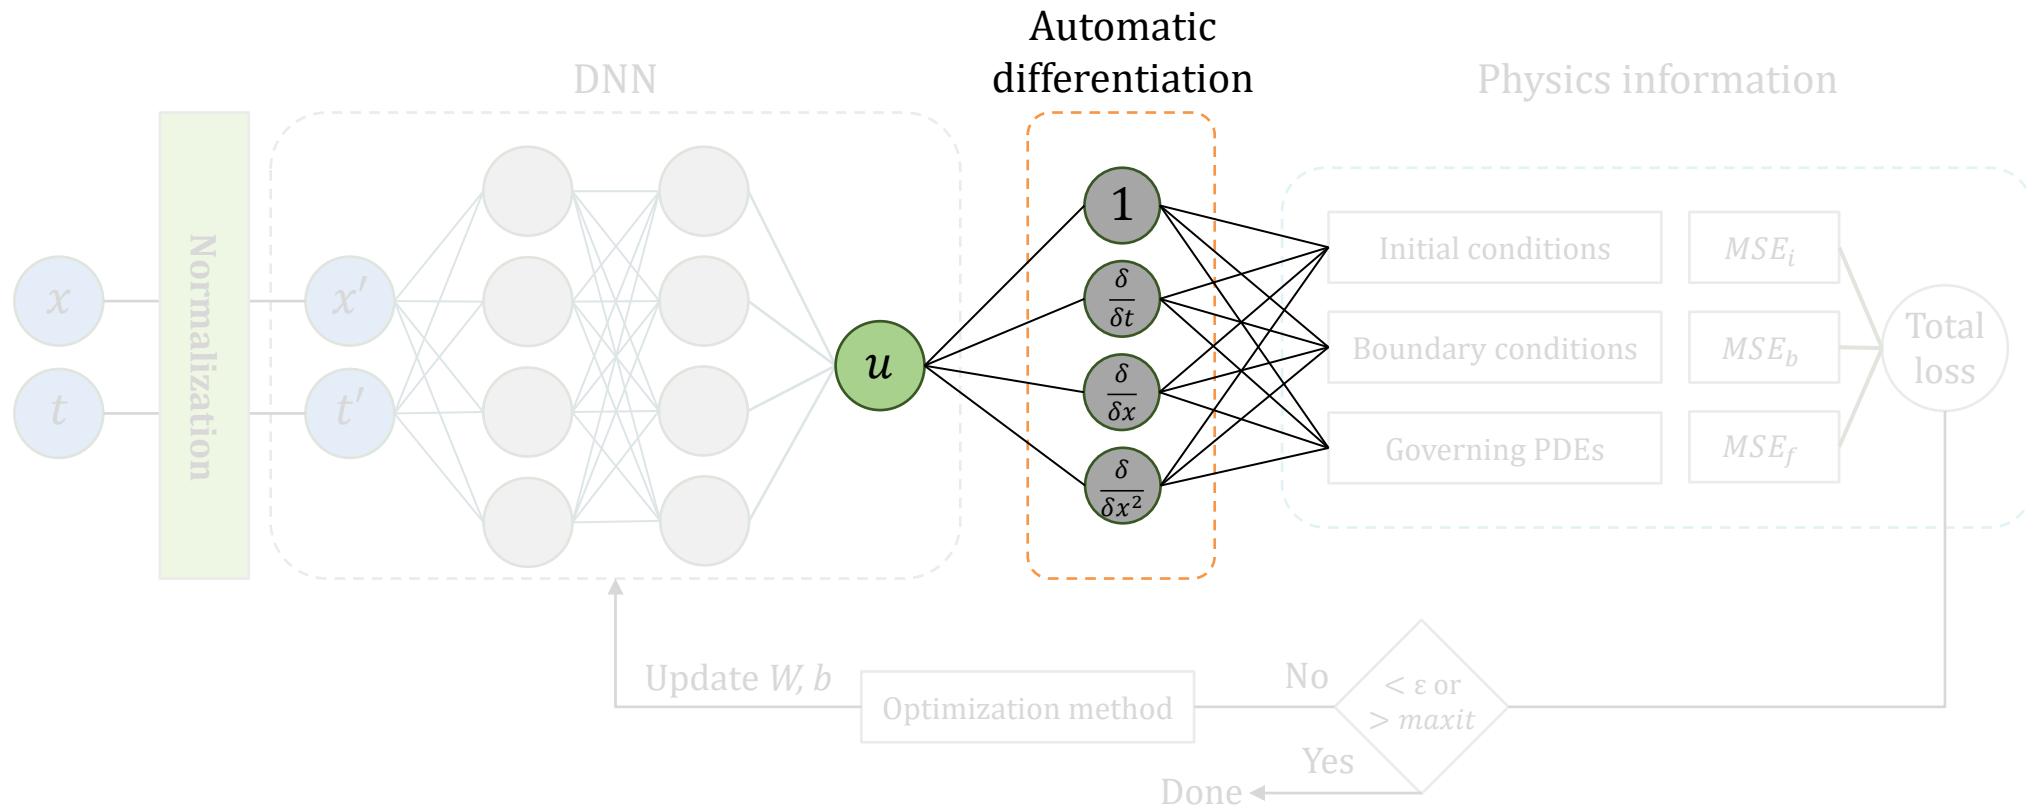 Automatic
differentiation
DNN
Physics information
Normalization
x
t
x′
t′
u
1
δ
δt
δ
δx
δ
δx²
Initial conditions
MSEᵢ
Boundary conditions
MSE_b
Governing PDEs
MSE_f
Total
loss
Update W, b
Optimization method
No
< ε or
> maxit
Yes
Done